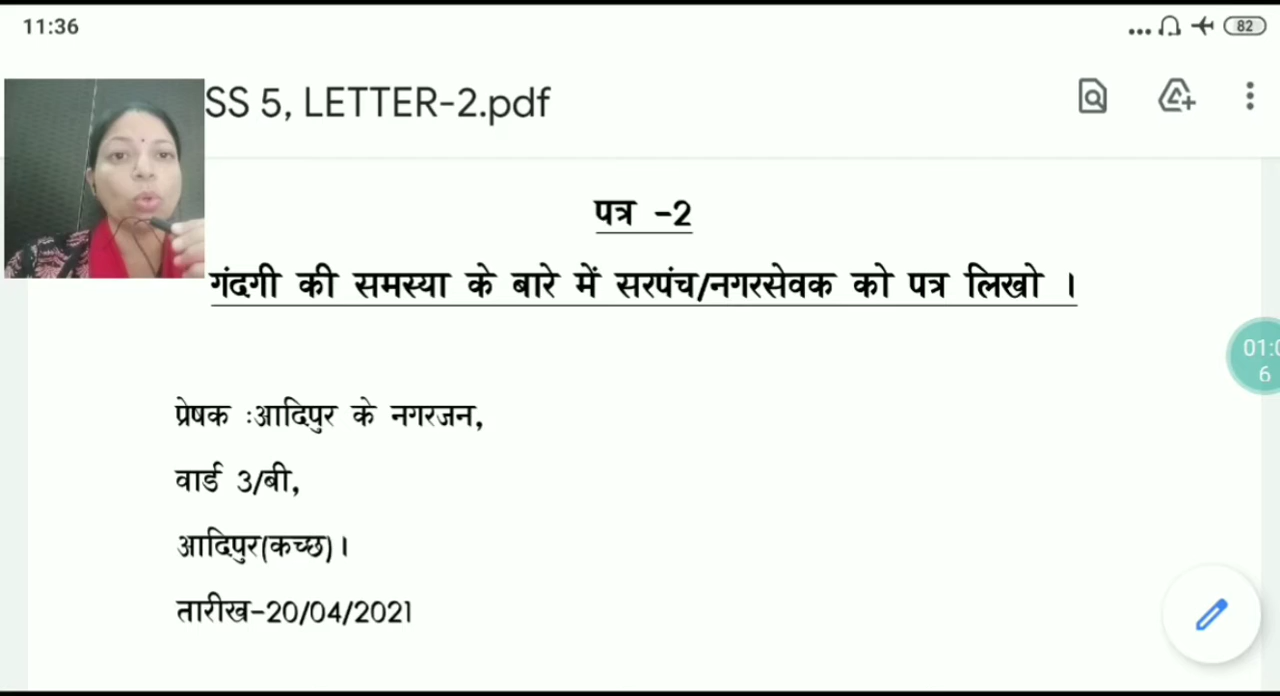 11:36
82
SS 5, LETTER-2.pdf
पत्र -2
गंदगी की समस्या के बारे में सरपंच/नगरसेवक को पत्र लिखो ।
प्रेषक :आदिपुर के नगरजन,
वार्ड 3/बी,
आदिपुर(कच्छ)।
तारीख-20/04/2021